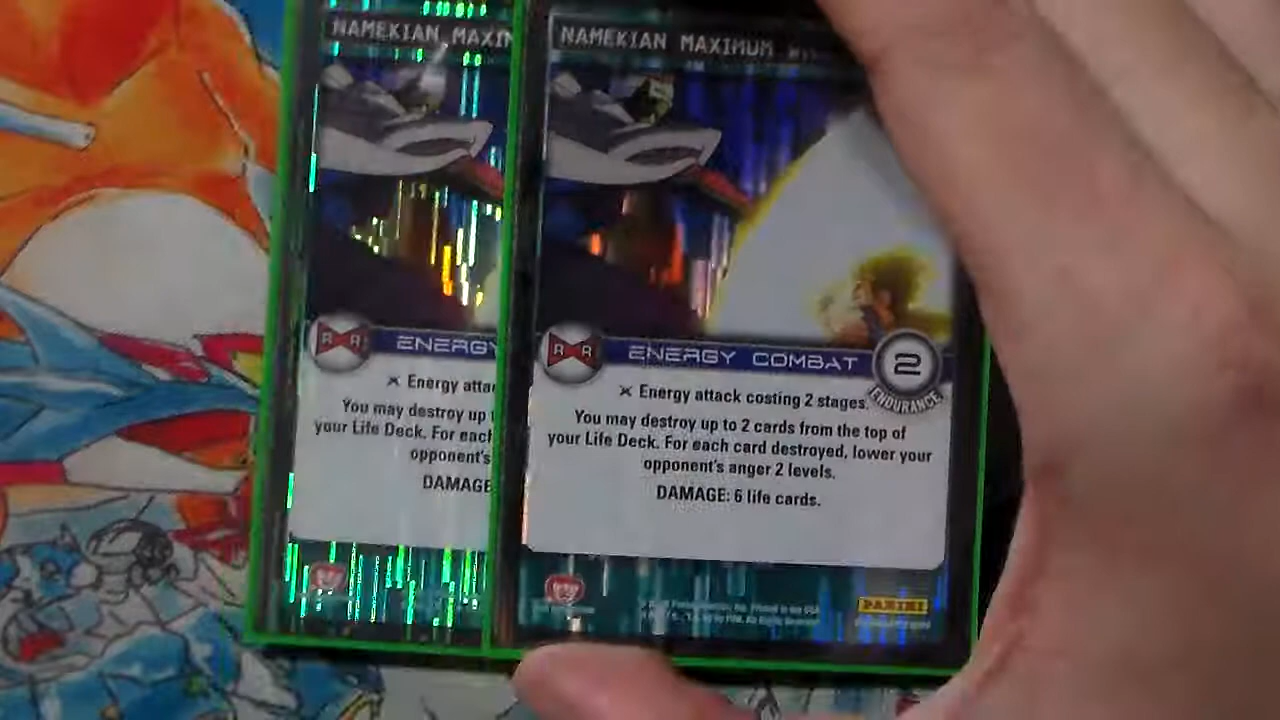 NAMEKIAN MAXIM
ENERGY
Energy attac
You may destroy up t
your Life Deck. For each
opponent's
DAMAGE
NAMEKIAN MAXIMUM
RR
ENERGY COMBAT
2
ENDURANCE
Energy attack costing 2 stages.
You may destroy up to 2 cards from the top of
your Life Deck. For each card destroyed, lower your
opponent's anger 2 levels.
DAMAGE: 6 life cards.
PANINI